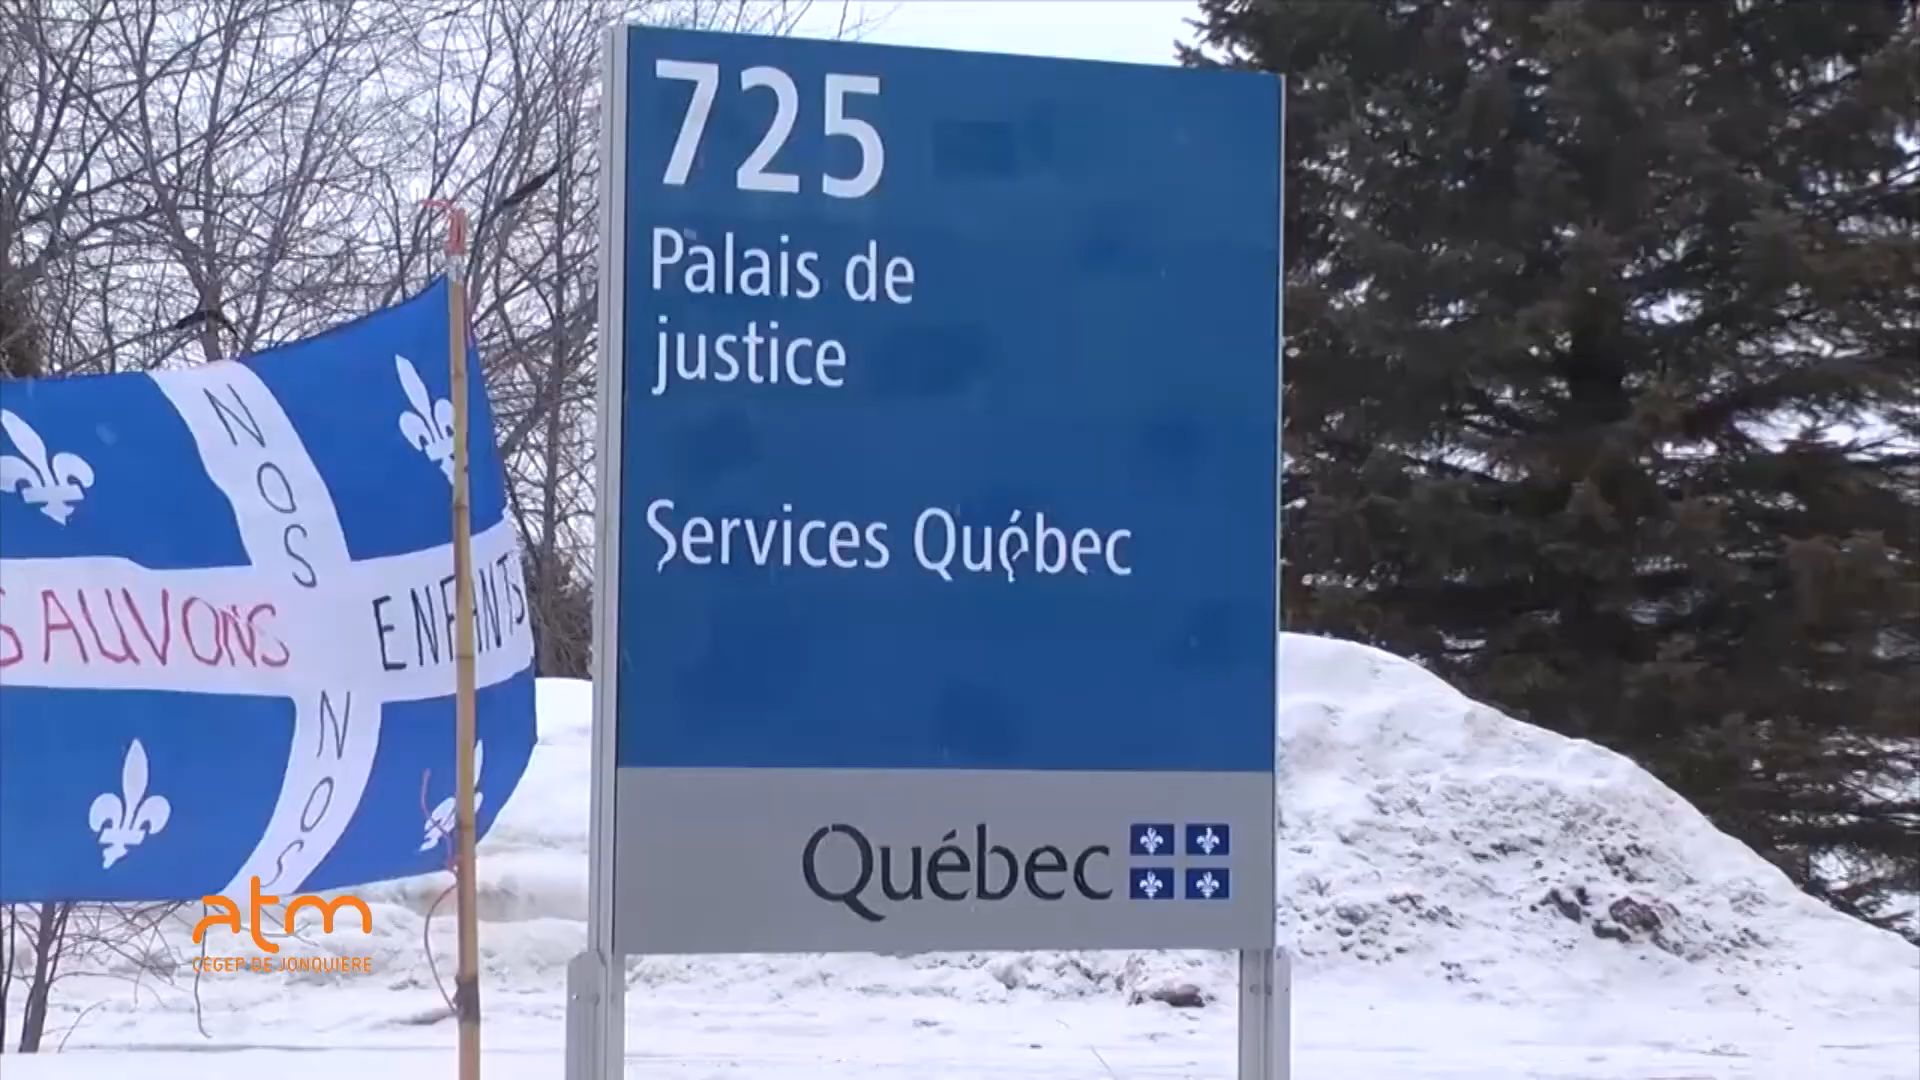 725
Palais de
justice
Services Québec
Québec
NOS
SAUVONS ENFANTS
NOS
atm
CÉGEP DE JONQUIÈRE